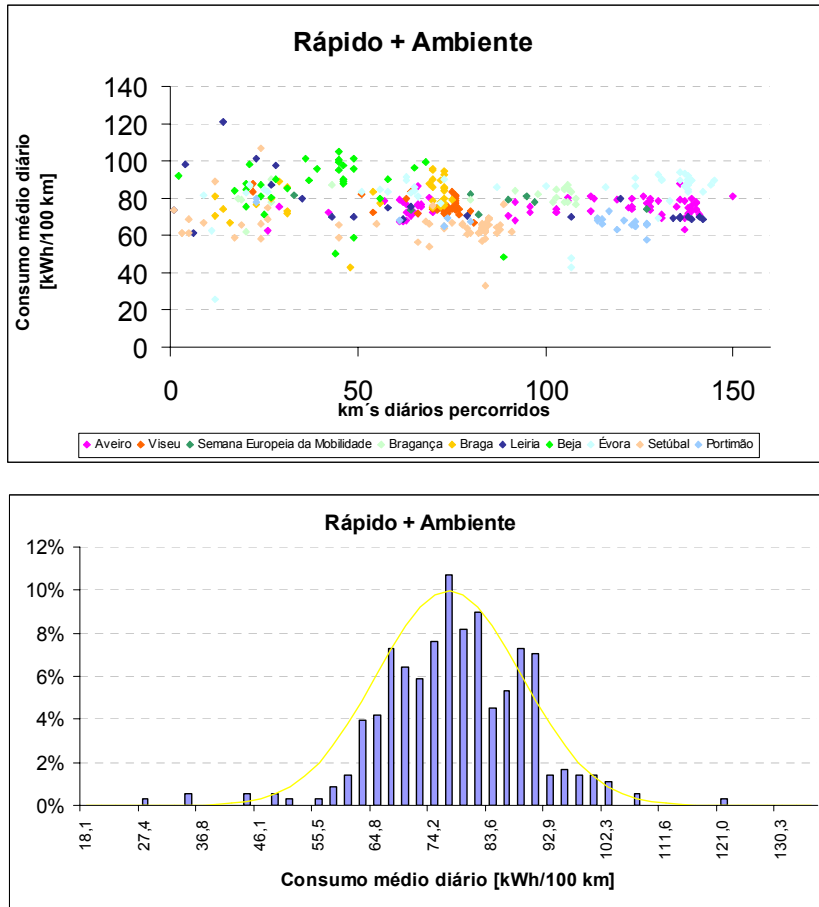 Rápido + Ambiente
Consumo médio diário
[kWh/100 km]
140
120
100
80
60
40
20
0
0 50 100 150
km´s diários percorridos
Aveiro Viseu Semana Europeia da Mobilidade Bragança Braga Leiria Beja Évora Setúbal Portimão
Rápido + Ambiente
12%
10%
8%
6%
4%
2%
0%
18,1 27,4 36,8 46,1 55,5 64,8 74,2 83,6 92,9 102,3 111,6 121,0 130,3
Consumo médio diário [kWh/100 km]